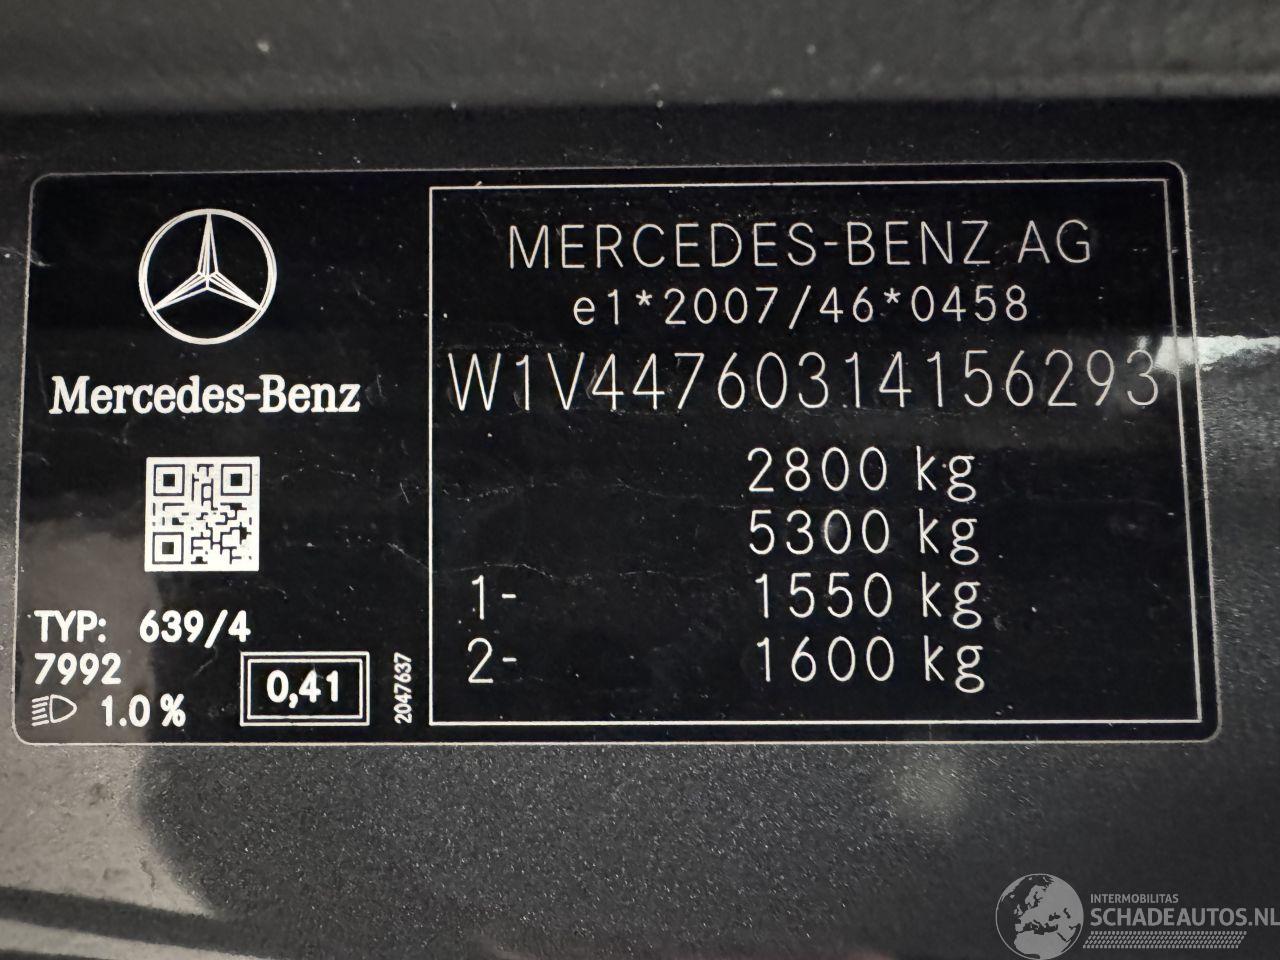 Mercedes-Benz
TYP: 639/4
7992
1.0 %
0,41
2047637
MERCEDES-BENZ AG
e1*2007/46*0458
W1V44760314156293
2800 kg
5300 kg
1- 1550 kg
2- 1600 kg
INTERMOBILITAS
SCHADEAUTOS.NL